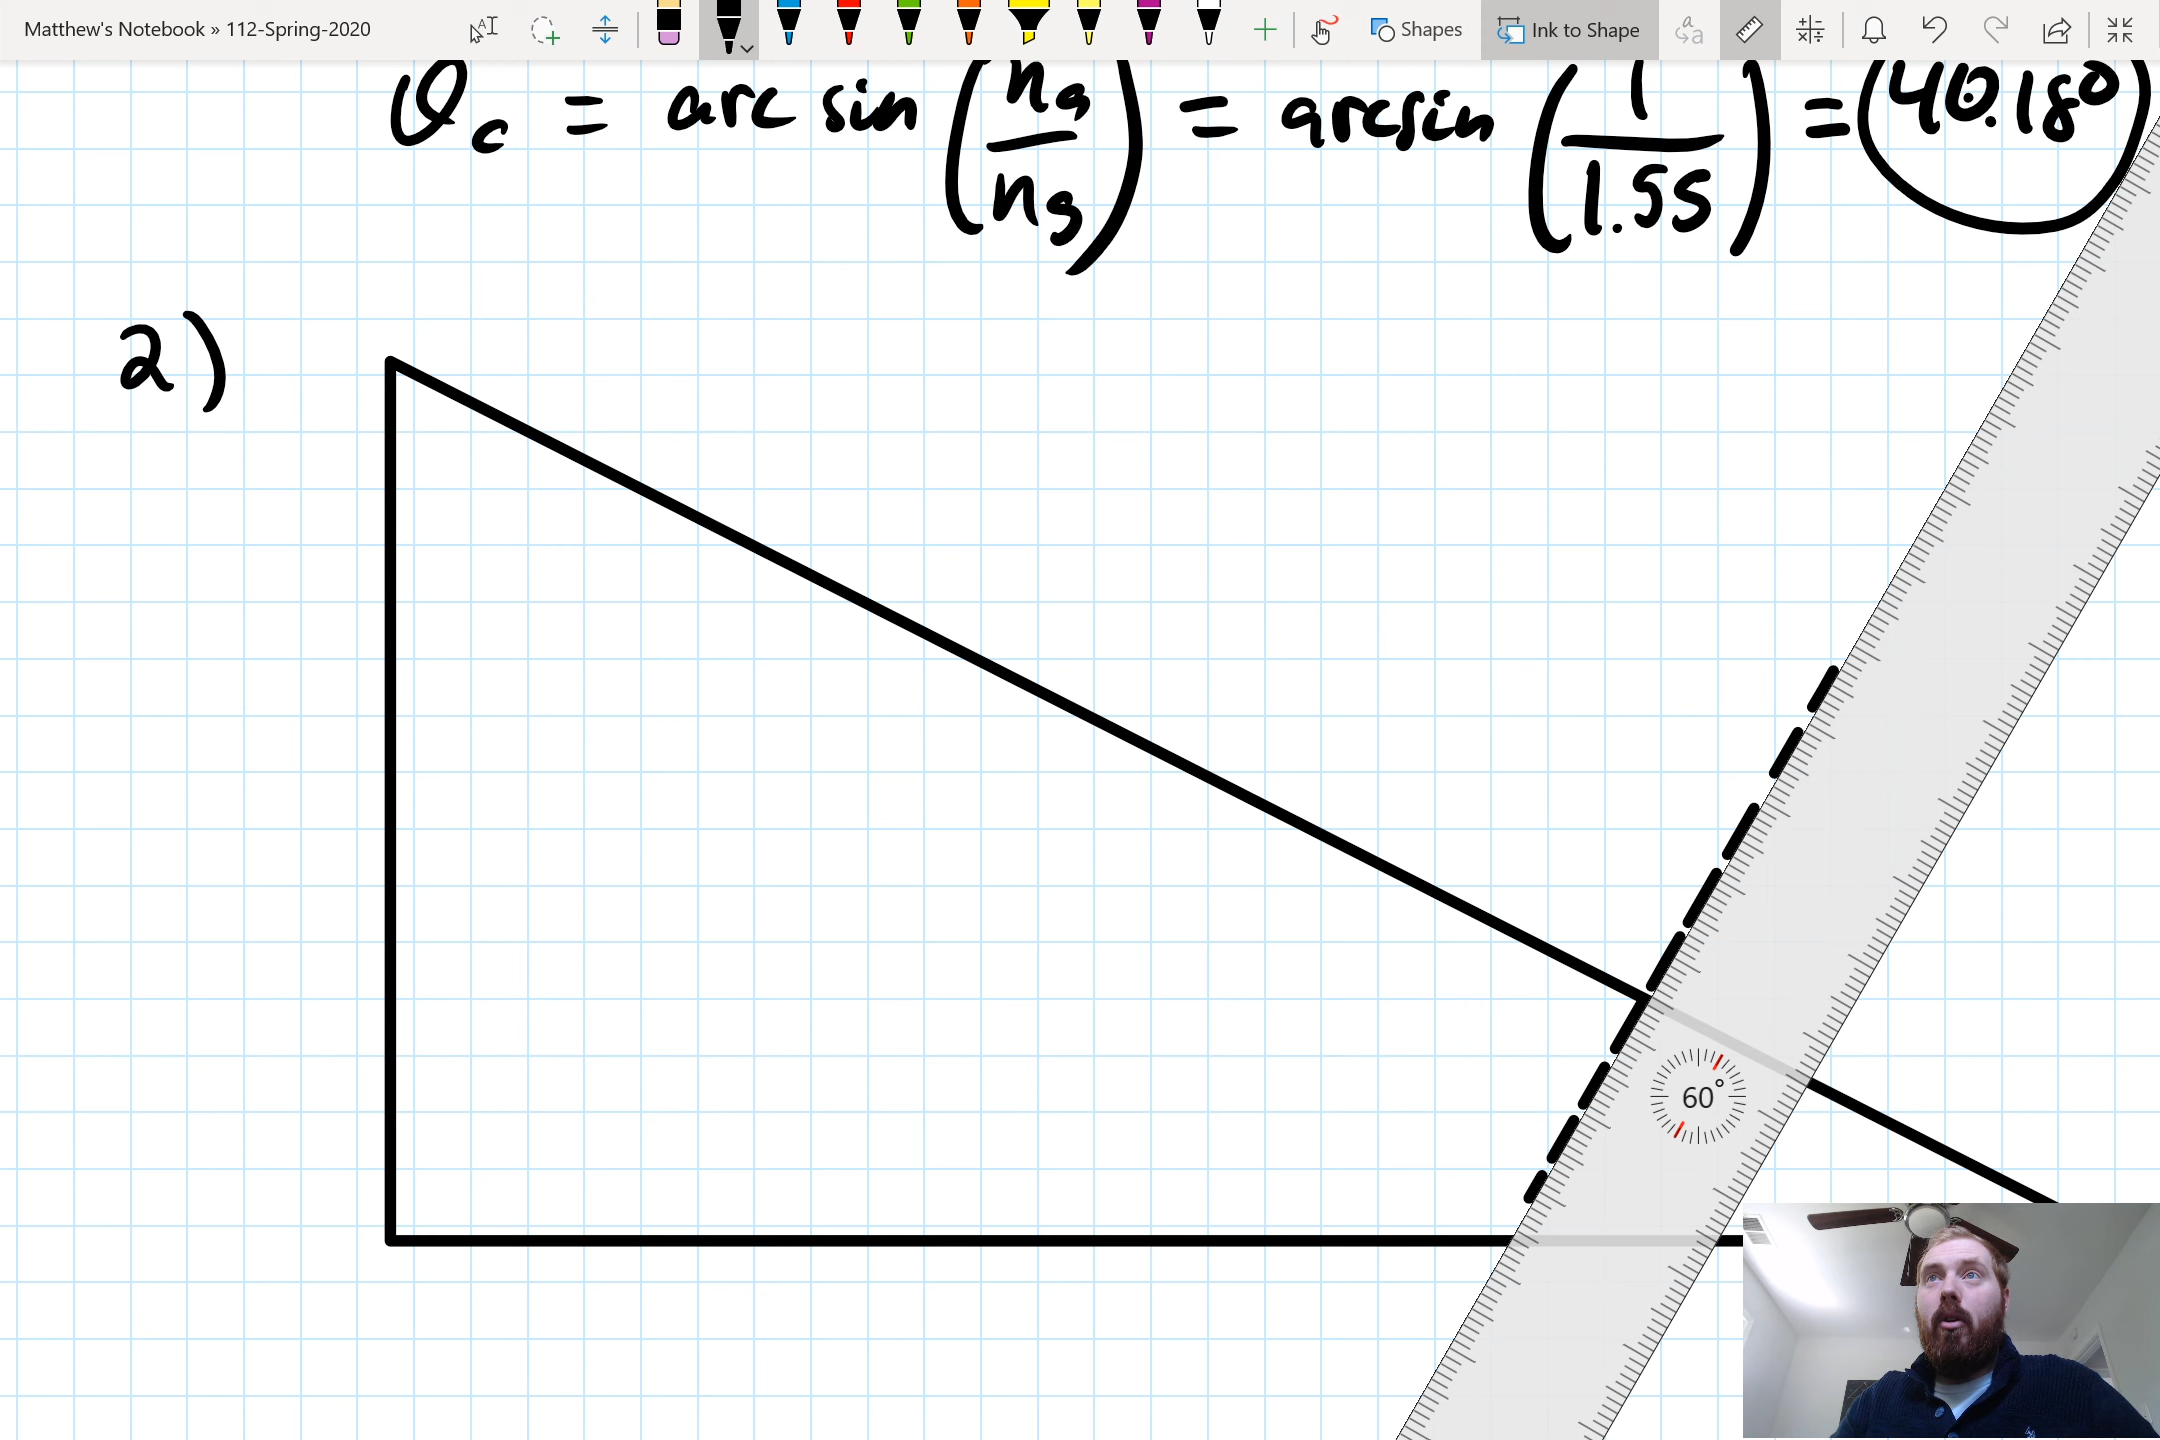 Matthew's Notebook » 112-Spring-2020
Shapes
Ink to Shape
θc = arc sin (na/ng) = arcsin (1/1.55) = 40.18°
2)
60°